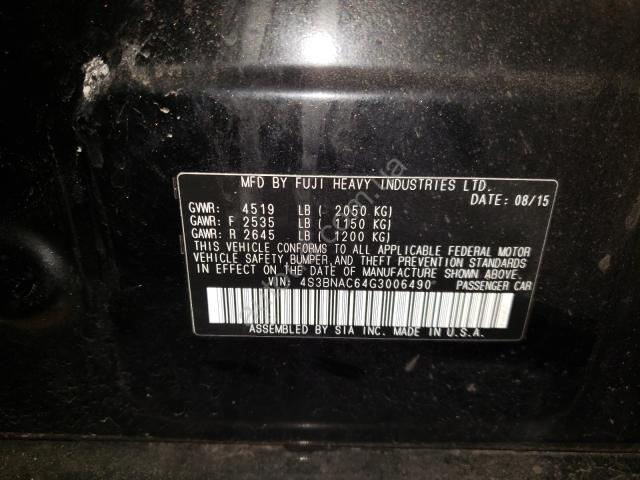 MFD BY FUJI HEAVY INDUSTRIES LTD.
DATE: 08/15
GVWR: 4519 LB ( 2050 KG)
GAWR: F 2535 LB ( 1150 KG)
GAWR: R 2645 LB ( 1200 KG)
THIS VEHICLE CONFORMS TO ALL APPLICABLE FEDERAL MOTOR
VEHICLE SAFETY, BUMPER, AND THEFT PREVENTION STANDARDS
IN EFFECT ON THE DATE OF MANUFACTURE SHOWN ABOVE.
VIN: 4S3BNAC64G3006490 PASSENGER CAR
ASSEMBLED BY SIA INC. MADE IN U.S.A.